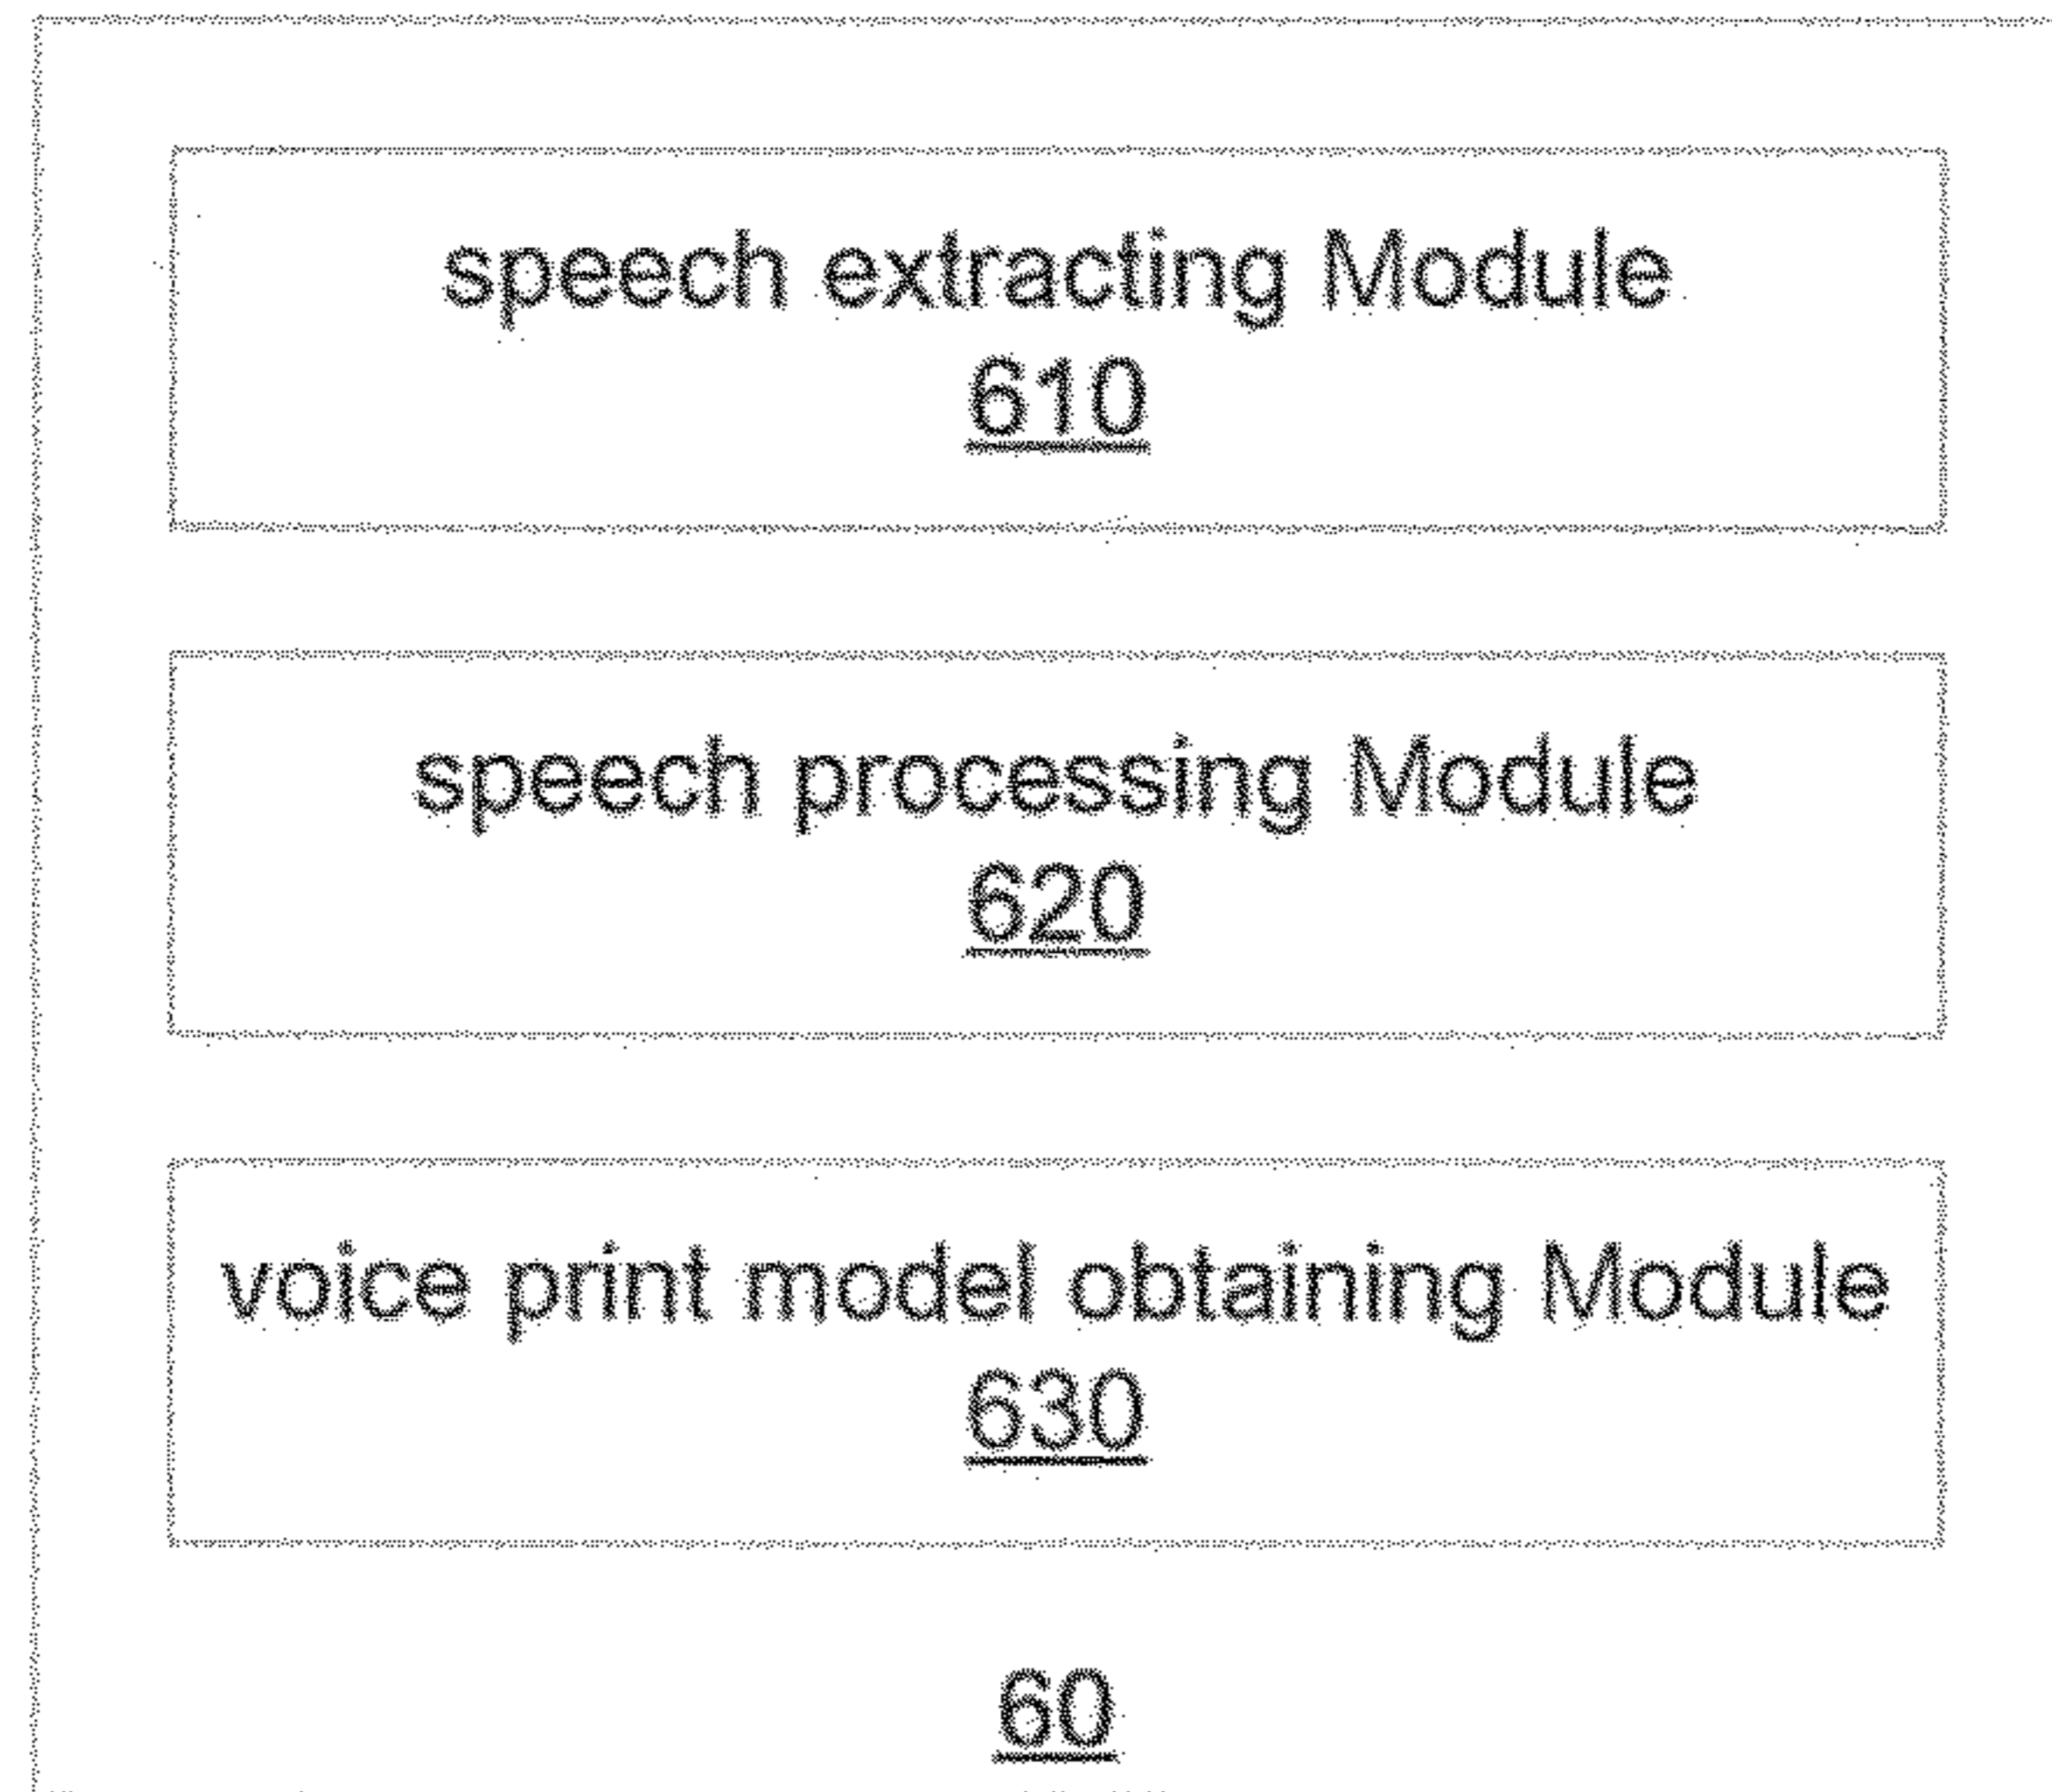 speech extracting Module
610
speech processing Module
620
voice print model obtaining Module
630
60